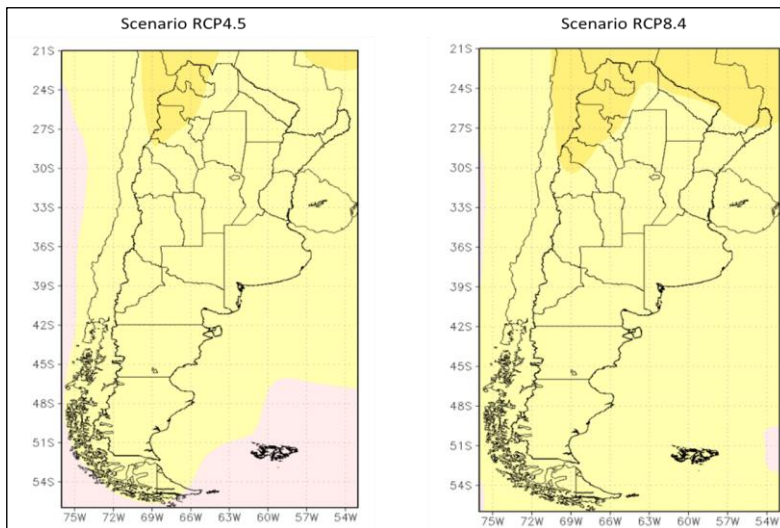 Scenario RCP4.5
Scenario RCP8.4
21S
24S
27S
30S
33S
36S
39S
42S
45S
48S
51S
54S
75W 72W 69W 66W 63W 60W 57W 54W
21S
24S
27S
30S
33S
36S
39S
42S
45S
48S
51S
54S
75W 72W 69W 66W 63W 60W 57W 54W